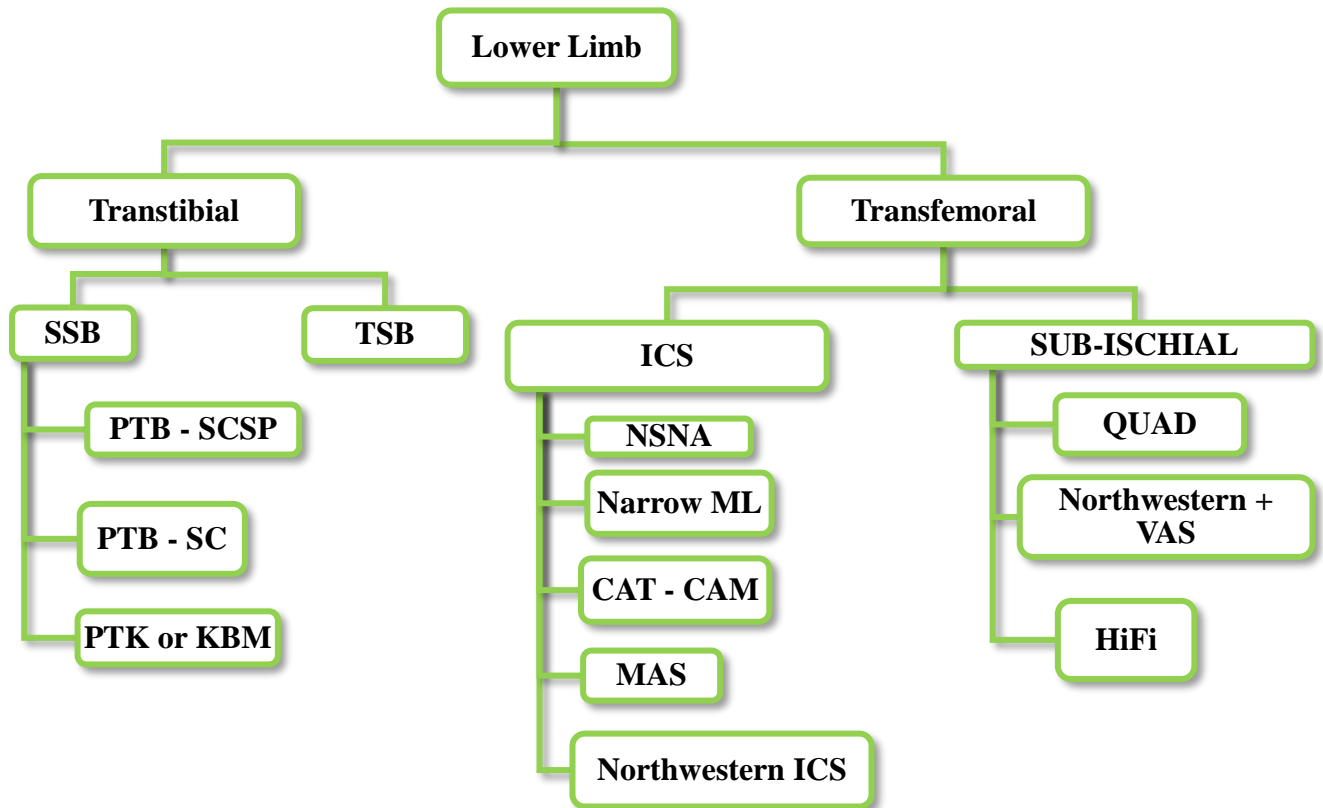 Lower Limb
Transtibial
Transfemoral
SSB
TSB
ICS
SUB-ISCHIAL
PTB - SCSP
PTB - SC
PTK or KBM
NSNA
Narrow ML
CAT - CAM
MAS
Northwestern ICS
QUAD
Northwestern +
VAS
HiFi